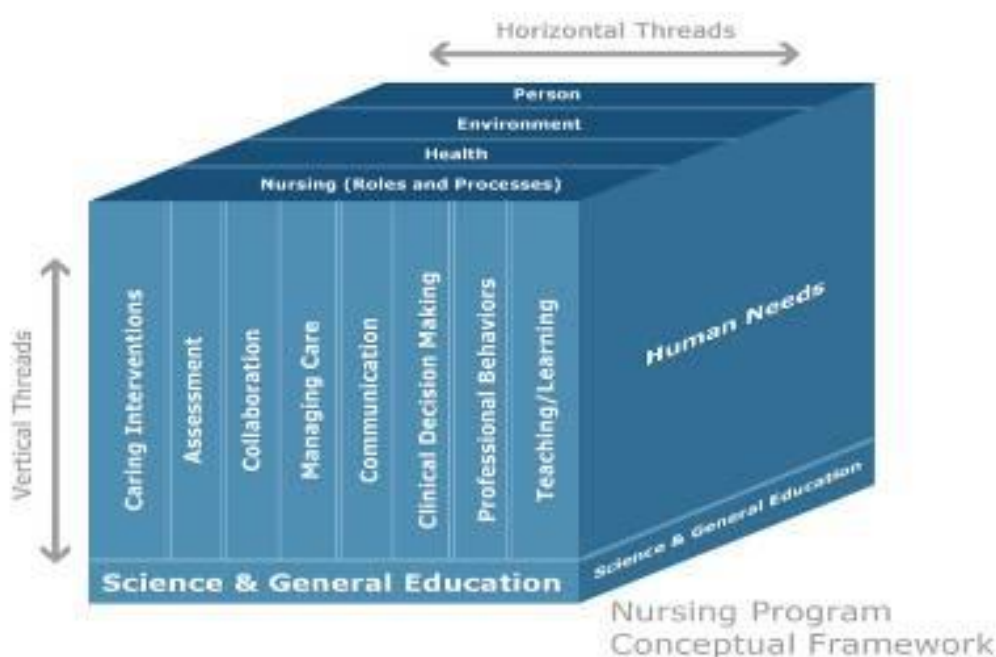 Horizontal Threads
Person
Environment
Health
Nursing (Roles and Processes)
Vertical Threads
Caring Interventions
Assessment
Collaboration
Managing Care
Communication
Clinical Decision Making
Professional Behaviors
Teaching/Learning
Human Needs
Science & General Education
Science & General Education
Nursing Program
Conceptual Framework